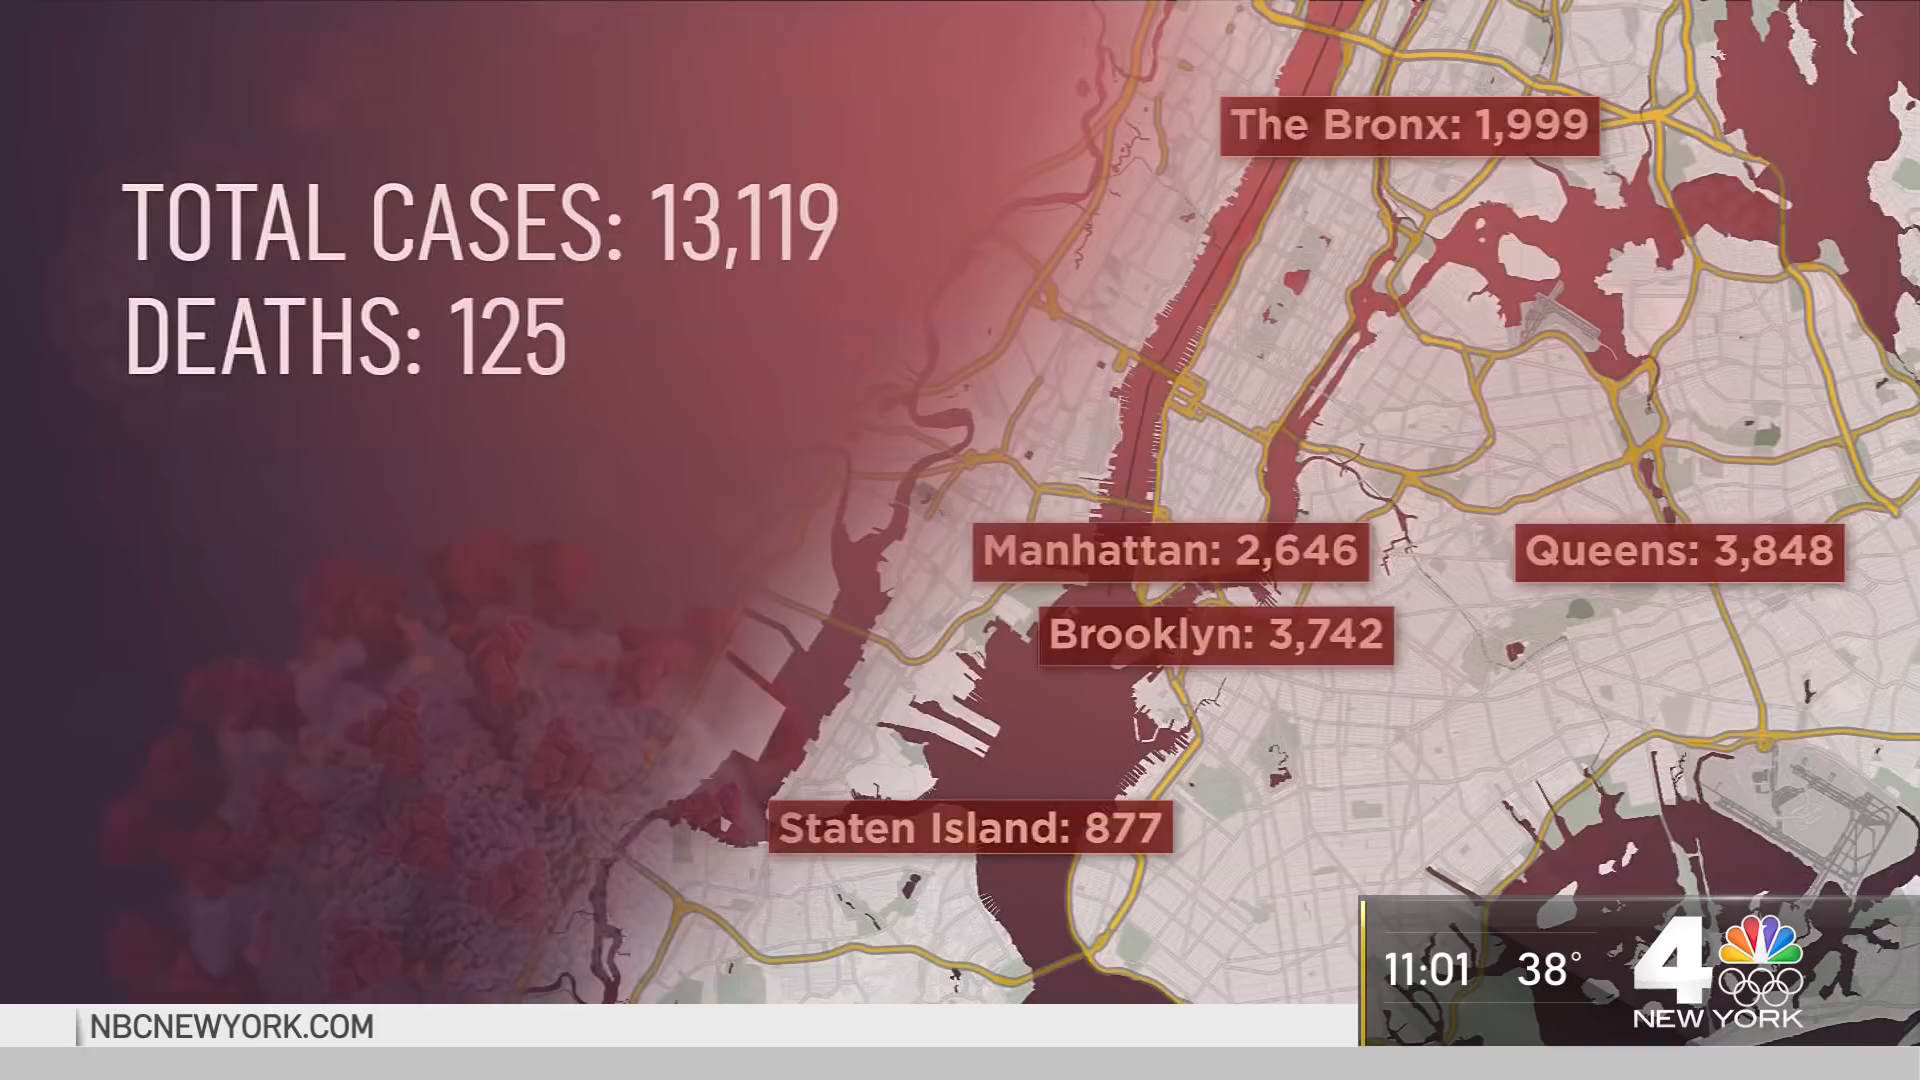 TOTAL CASES: 13,119
DEATHS: 125
The Bronx: 1,999
Manhattan: 2,646
Queens: 3,848
Brooklyn: 3,742
Staten Island: 877
11:01 38° 4
NEW YORK
NBCNEWYORK.COM